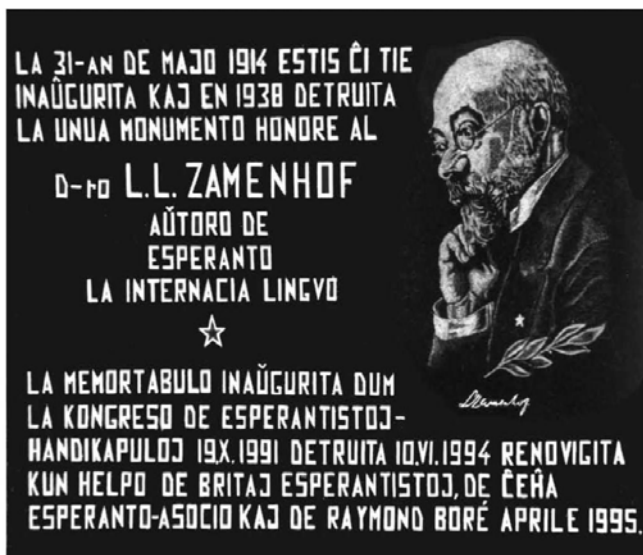 LA 31-AN DE MAJO 1914 ESTIS ĈI TIE
INAŬGURITA KAJ EN 1938 DETRUITA
LA UNUA MONUMENTO HONORE AL
D-ro L.L. ZAMENHOF
AŬTORO DE
ESPERANTO
LA INTERNACIA LINGVO
LA MEMORTABULO INAŬGURITA DUM
LA KONGRESO DE ESPERANTISTOJ-
HANDIKAPULOJ 19.X.1991 DETRUITA 10.VI.1994 RENOVIGITA
KUN HELPO DE BRITAJ ESPERANTISTOJ, DE ĈEĤA
ESPERANTO-ASOCIO KAJ DE RAYMOND BORÉ APRILE 1995.
LZamenhof